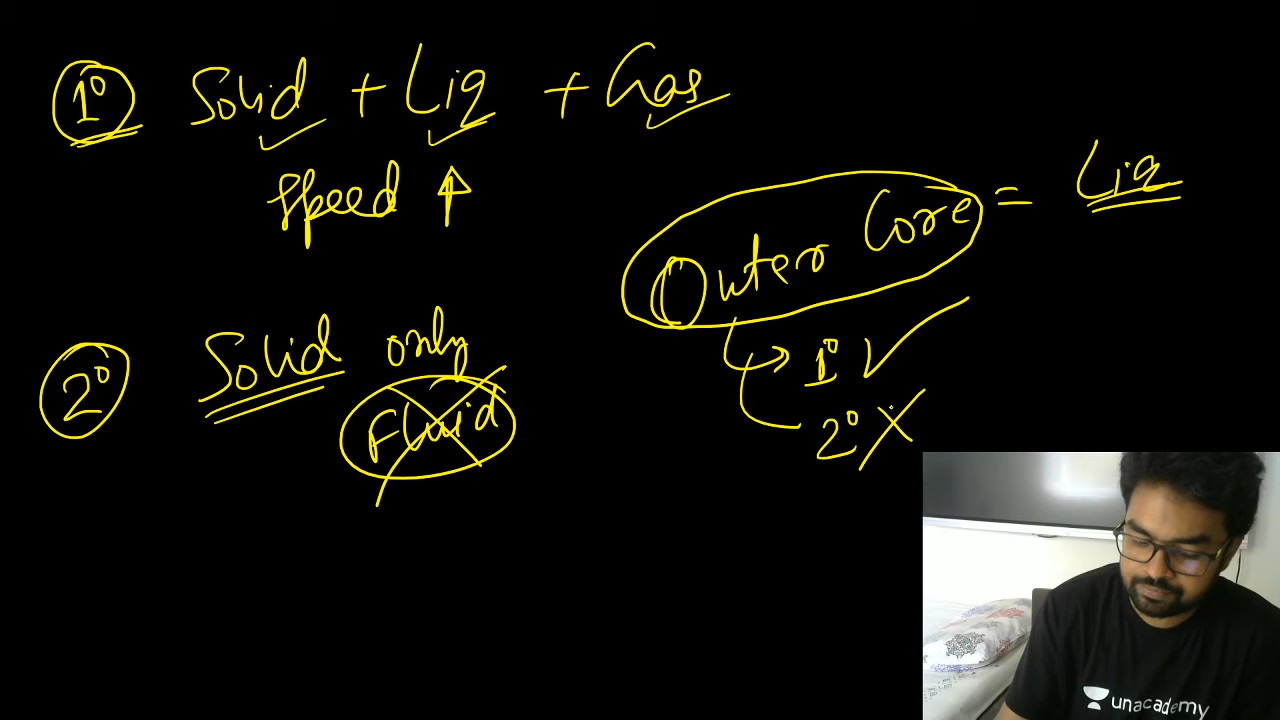 1° Solid + Liq + Gas
Speed ↑
Outer Core = Liq
1° ✓
2° X
2° Solid only
Fluid
unacademy